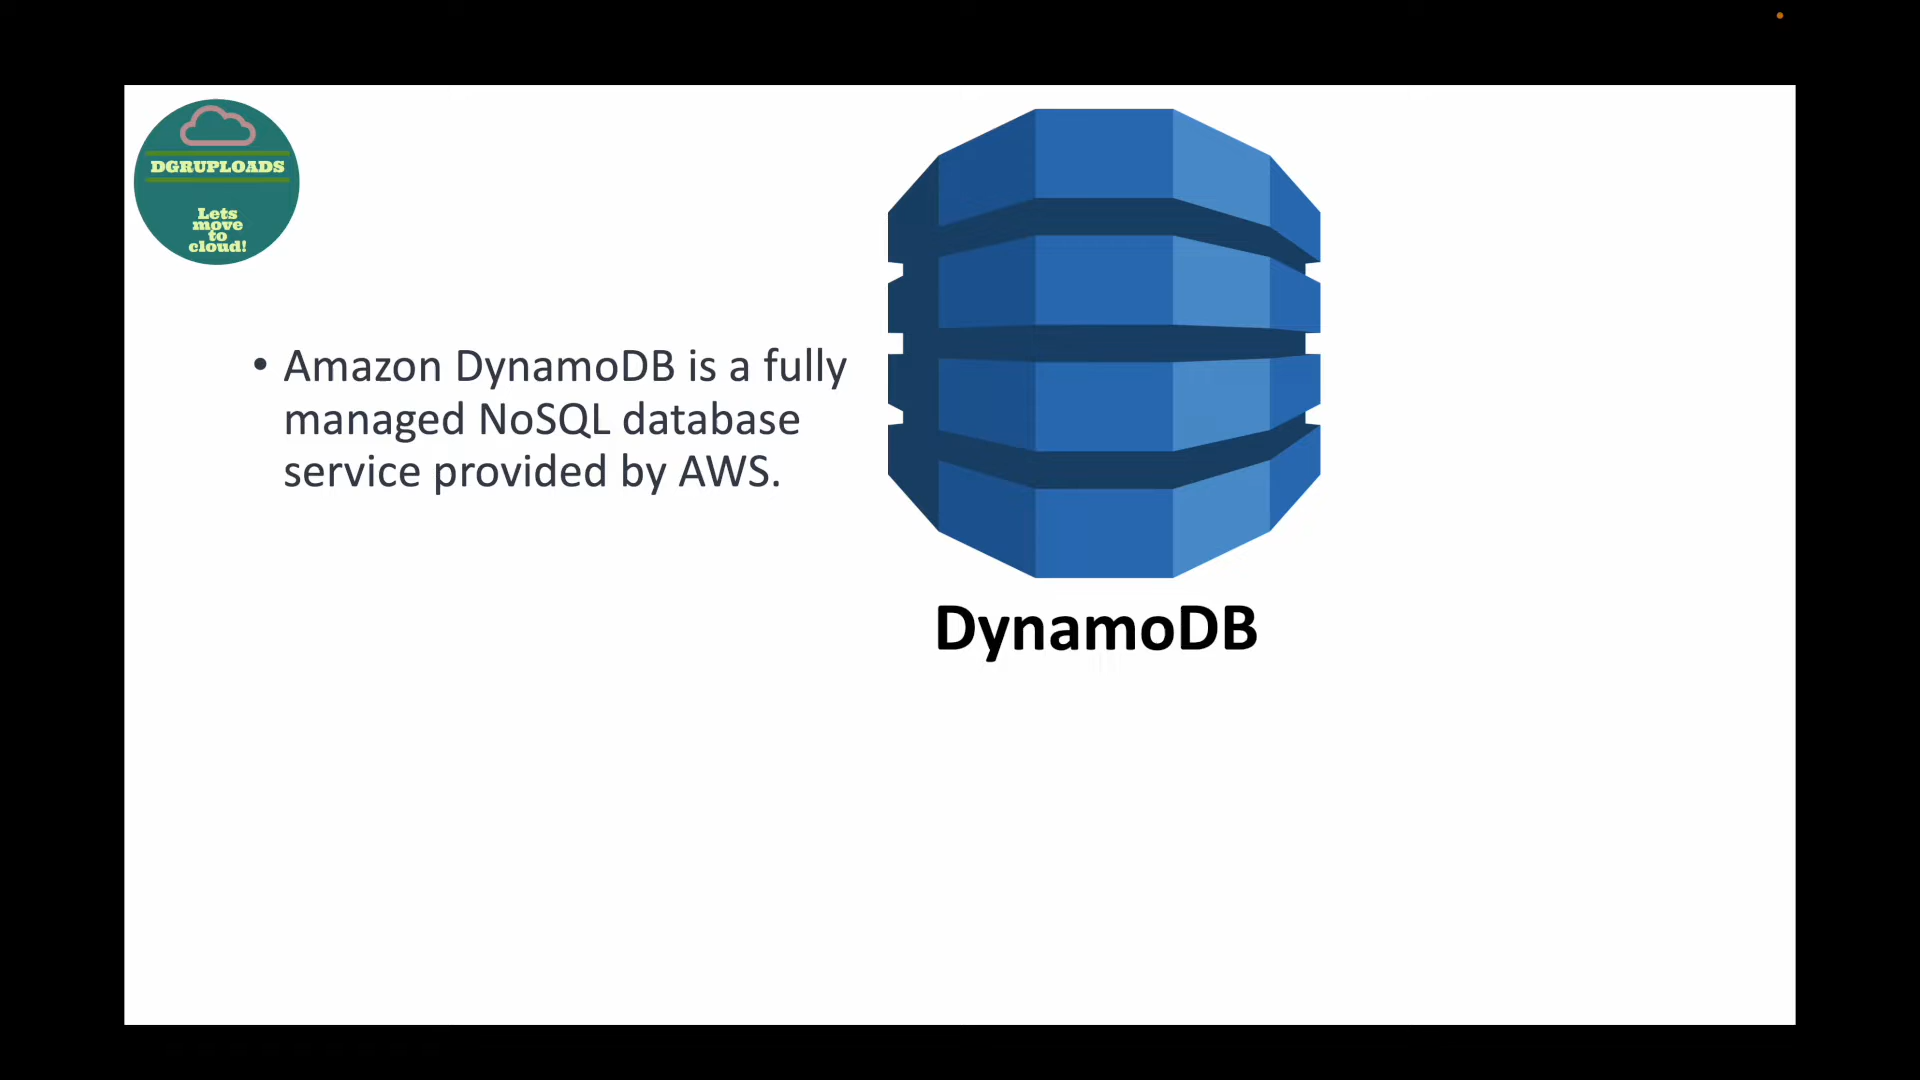 DGRUPLOADS
Lets
move
to
cloud!
• Amazon DynamoDB is a fully
managed NoSQL database
service provided by AWS.
DynamoDB